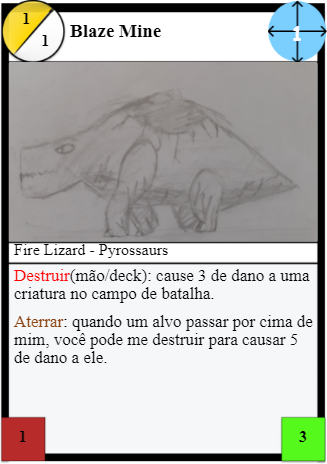 1
1
Blaze Mine
1
Fire Lizard - Pyrossaurs
Destruir(mão/deck): cause 3 de dano a uma
criatura no campo de batalha.
Aterrar: quando um alvo passar por cima de
mim, você pode me destruir para causar 5
de dano a ele.
1
3